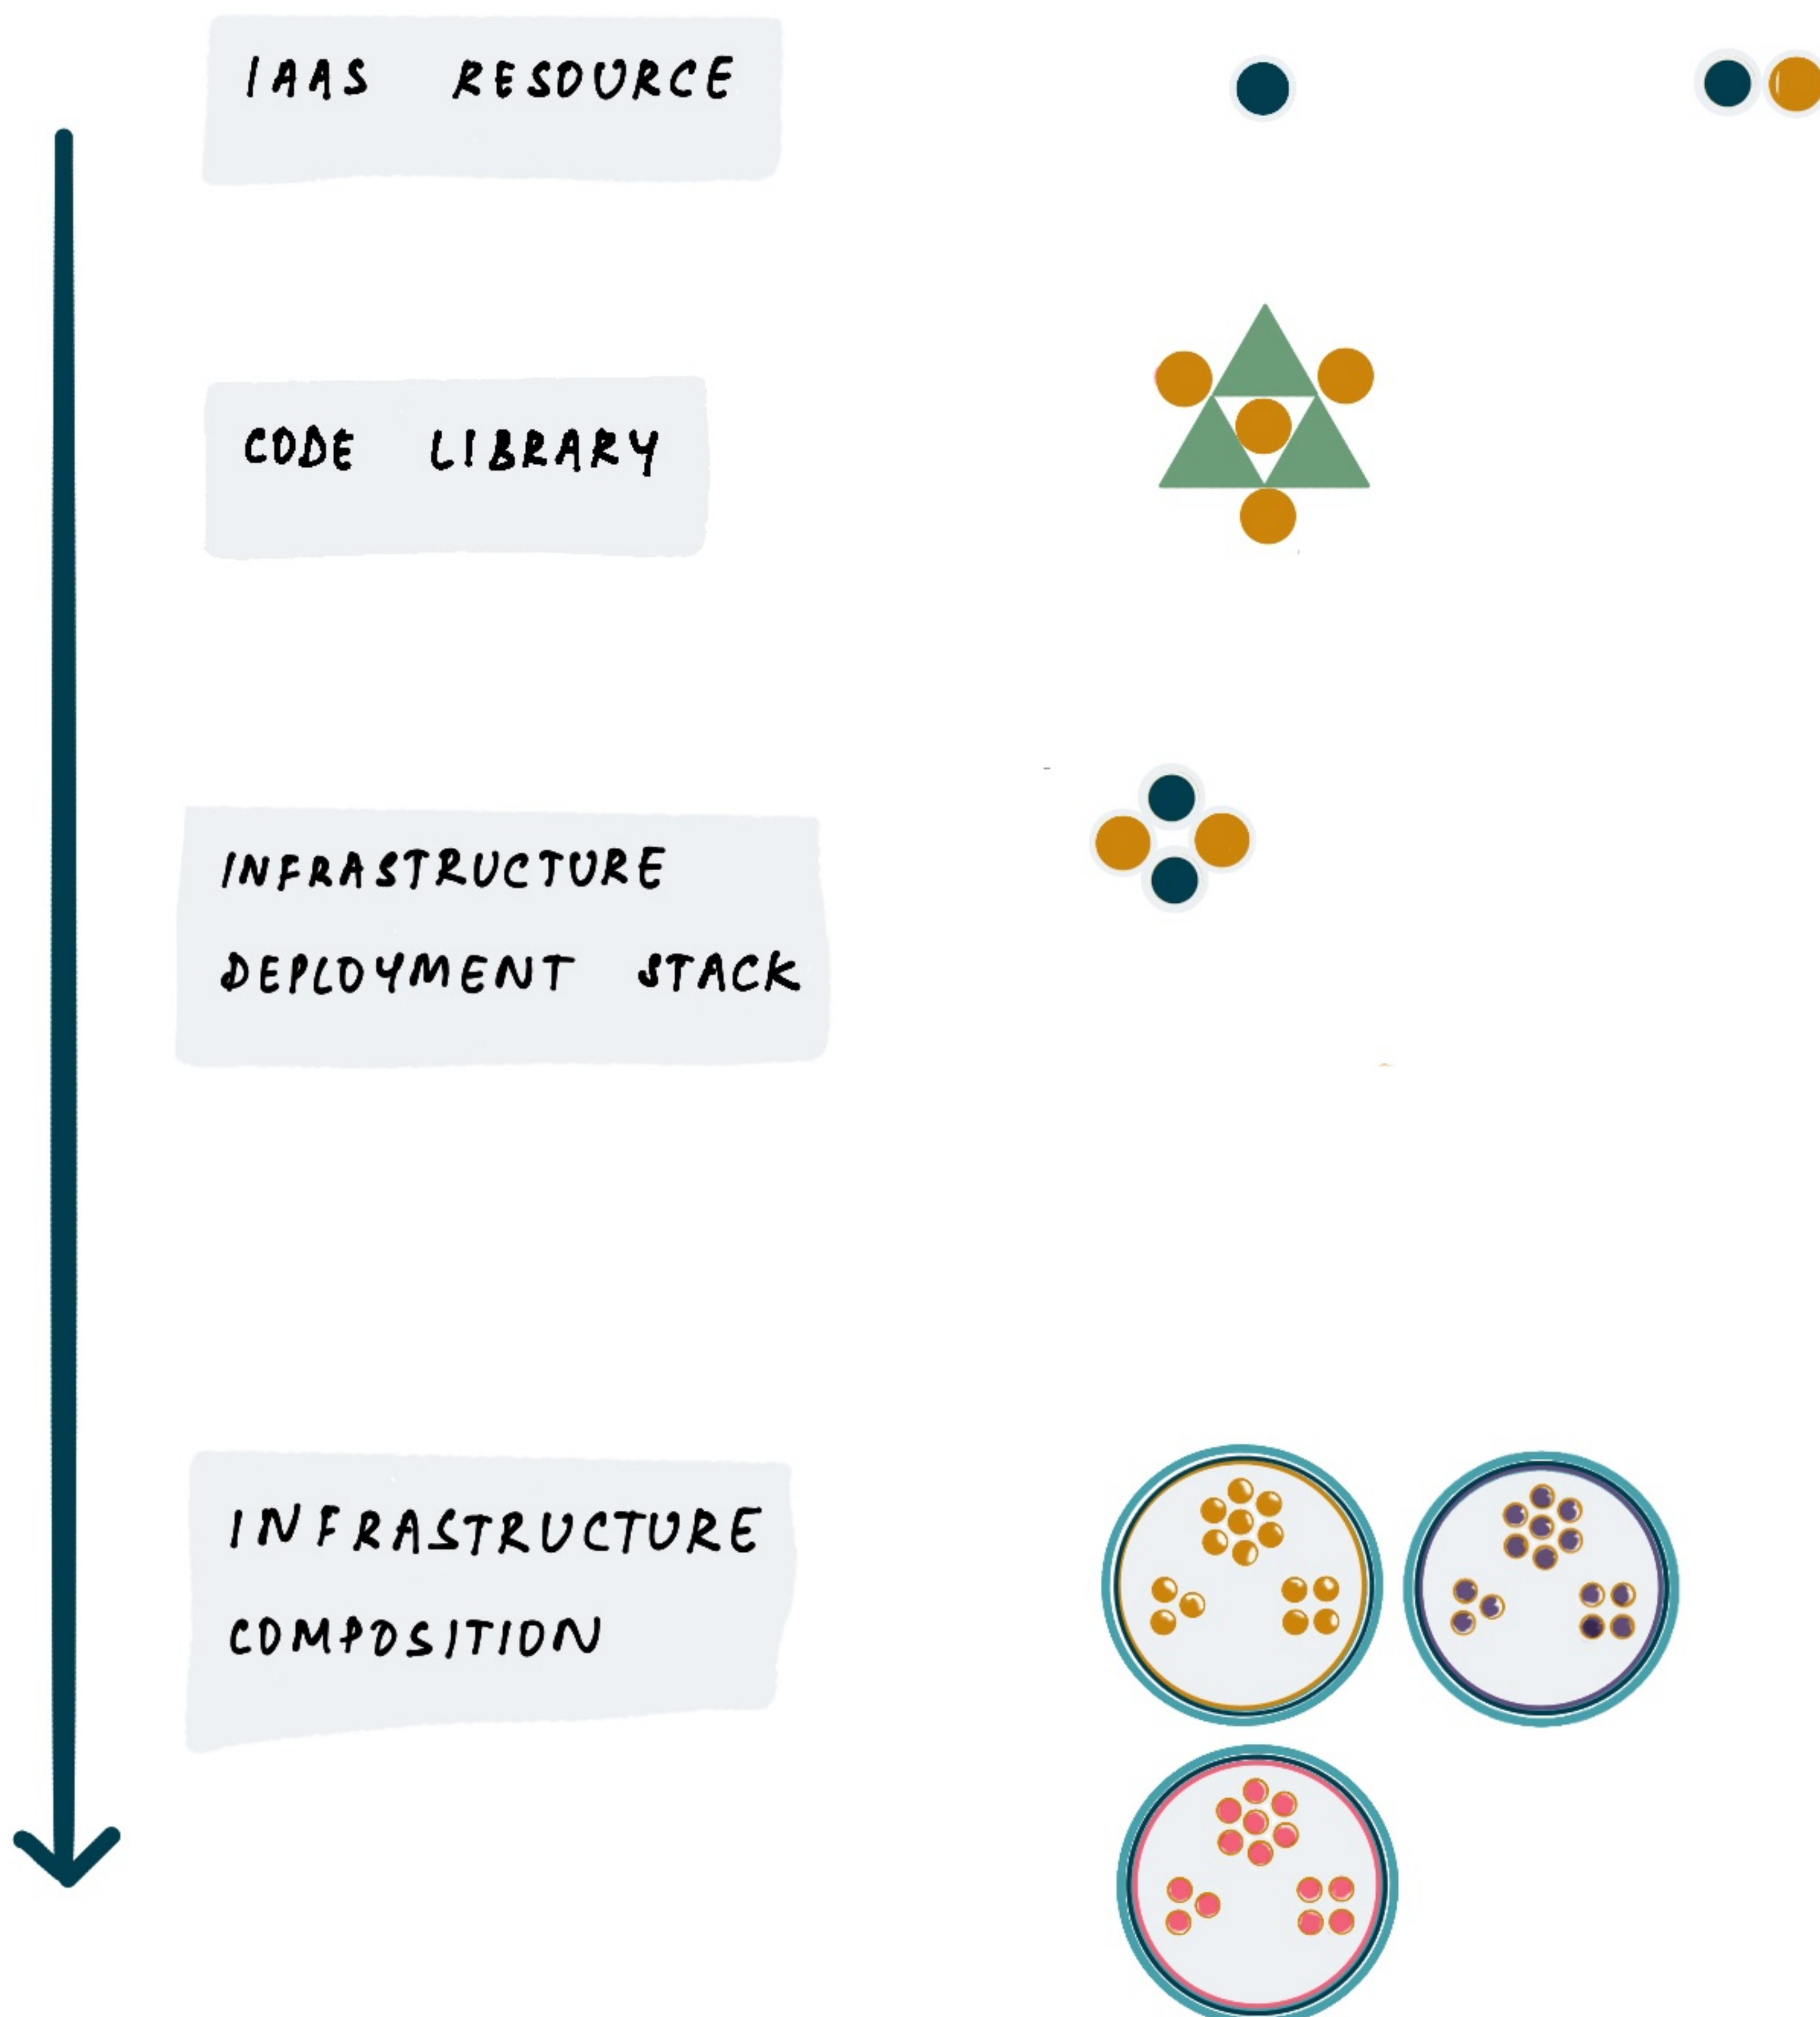 IAAS RESOURCE
CODE LIBRARY
INFRASTRUCTURE
DEPLOYMENT STACK
INFRASTRUCTURE
COMPOSITION